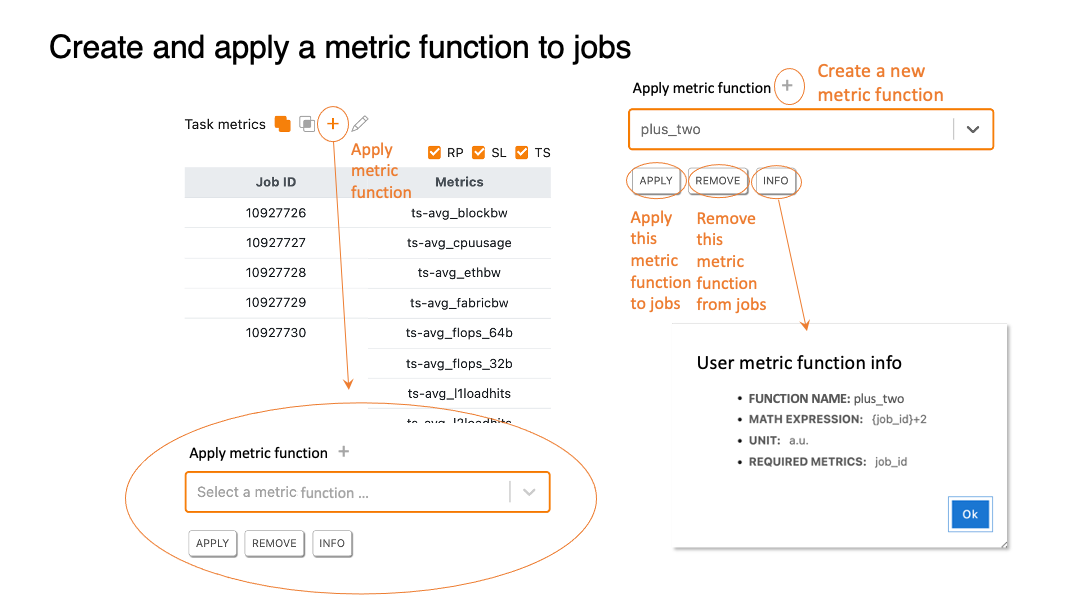 Create and apply a metric function to jobs
Task metrics
+
Apply
metric
function
RP SL TS
Job ID Metrics
10927726 ts-avg_blockbw
10927727 ts-avg_cpuusage
10927728 ts-avg_ethbw
10927729 ts-avg_fabricbw
10927730 ts-avg_flops_64b
ts-avg_flops_32b
ts-avg_l1loadhits
ts-avg_l2loadhits
Apply metric function +
Select a metric function ...
APPLY REMOVE INFO
Apply metric function +
Create a new
metric function
plus_two
APPLY REMOVE INFO
Apply
this
metric
function
to jobs
Remove
this
metric
function
from jobs
User metric function info
• FUNCTION NAME: plus_two
• MATH EXPRESSION: {job_id}+2
• UNIT: a.u.
• REQUIRED METRICS: job_id
Ok